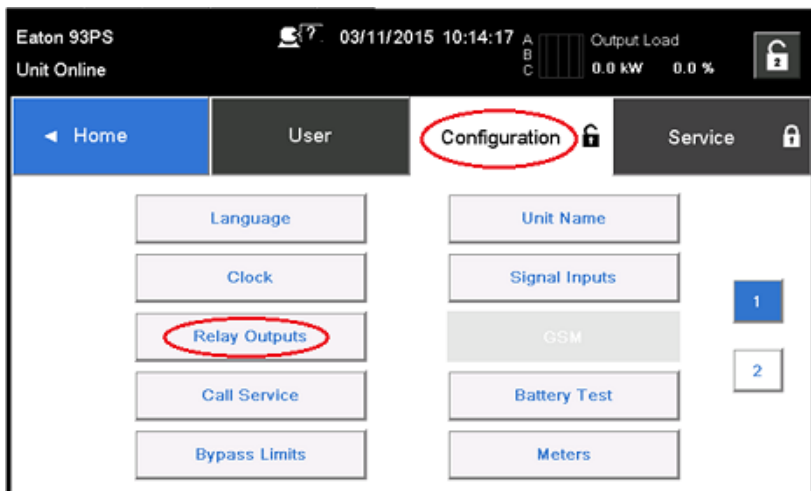 Eaton 93PS
Unit Online
? 03/11/2015 10:14:17
A
B
C
Output Load
0.0 kW 0.0 %
2
◄ Home
User
Configuration
Service
Language
Unit Name
Clock
Signal Inputs
Relay Outputs
GSM
Call Service
Battery Test
Bypass Limits
Meters
1
2